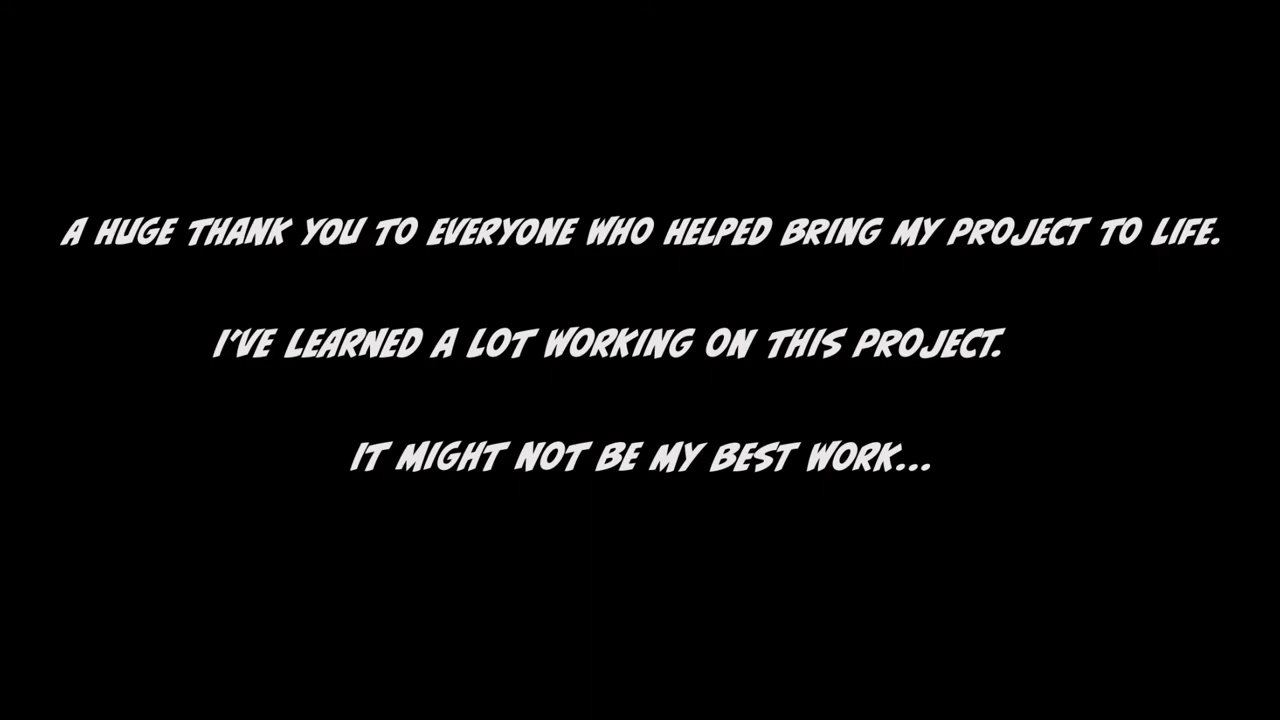 A HUGE THANK YOU TO EVERYONE WHO HELPED BRING MY PROJECT TO LIFE.
I'VE LEARNED A LOT WORKING ON THIS PROJECT.
IT MIGHT NOT BE MY BEST WORK...